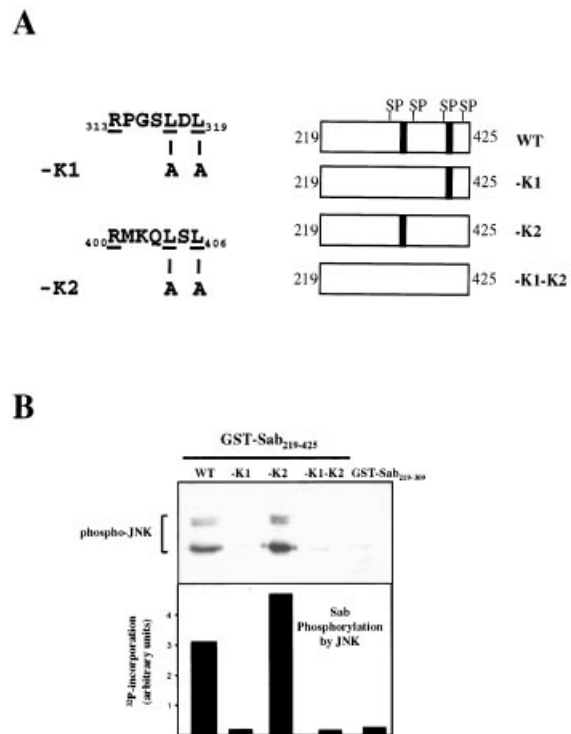 A
313RPGSLDL319
-K1 A A
400RMKQLSL406
-K2 A A
SP SP SP SP
219 425 WT
219 425 -K1
219 425 -K2
219 425 -K1-K2
B
GST-Sab219-425
WT -K1 -K2 -K1-K2 GST-Sab219-309
phospho-JNK
Sab
Phosphorylation
by JNK
32P-incorporation
(arbitrary units)
4
3
2
1